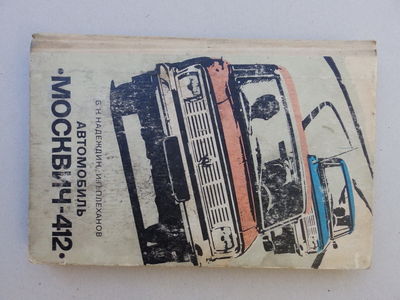 Б.Н. НАДЕЖДИН, И.П. ПЛЕХАНОВ
АВТОМОБИЛЬ
•МОСКВИЧ-412•